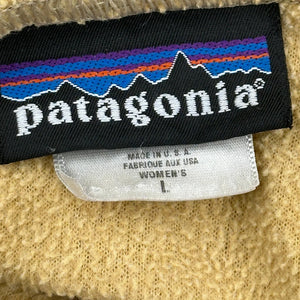 patagonia®
MADE IN U.S.A.
FABRIQUE AUX USA
WOMEN'S
L